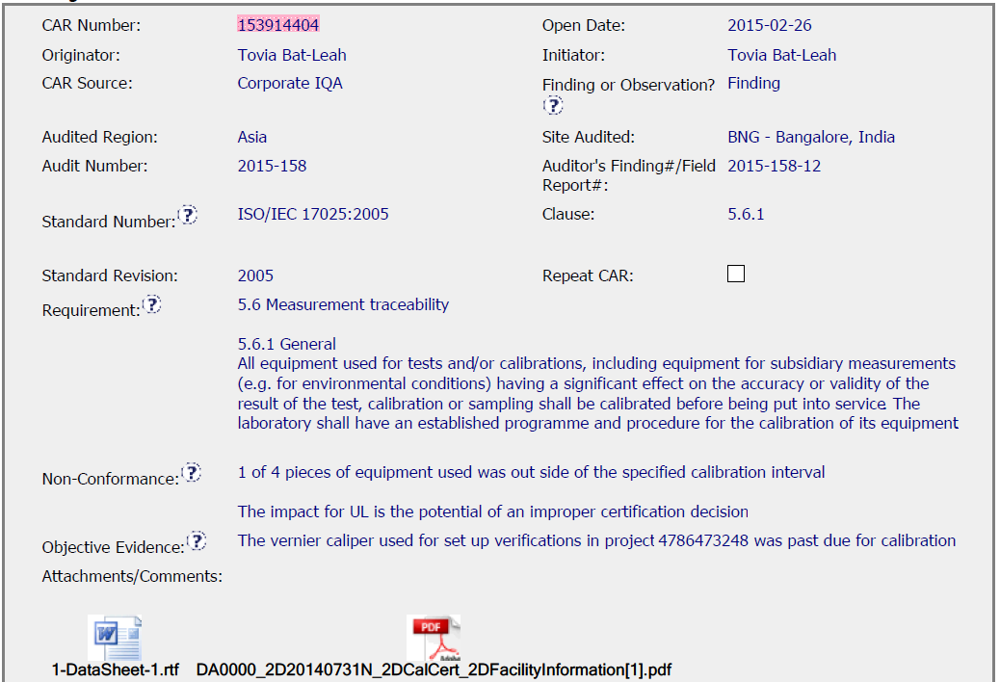 CAR Number: 153914404 Open Date: 2015-02-26
Originator: Tovia Bat-Leah Initiator: Tovia Bat-Leah
CAR Source: Corporate IQA Finding or Observation? Finding
?
Audited Region: Asia Site Audited: BNG - Bangalore, India
Audit Number: 2015-158 Auditor's Finding#/Field 2015-158-12
Report#:
Standard Number: ? ISO/IEC 17025:2005 Clause: 5.6.1
Standard Revision: 2005 Repeat CAR:
Requirement: ? 5.6 Measurement traceability
5.6.1 General
All equipment used for tests and/or calibrations, including equipment for subsidiary measurements
(e.g. for environmental conditions) having a significant effect on the accuracy or validity of the
result of the test, calibration or sampling shall be calibrated before being put into service. The
laboratory shall have an established programme and procedure for the calibration of its equipment
Non-Conformance: ? 1 of 4 pieces of equipment used was out side of the specified calibration interval
The impact for UL is the potential of an improper certification decision
Objective Evidence: ? The vernier caliper used for set up verifications in project 4786473248 was past due for calibration
Attachments/Comments:
W PDF
1-DataSheet-1.rtf DA0000_2D20140731N_2DCalCert_2DFacilityInformation[1].pdf